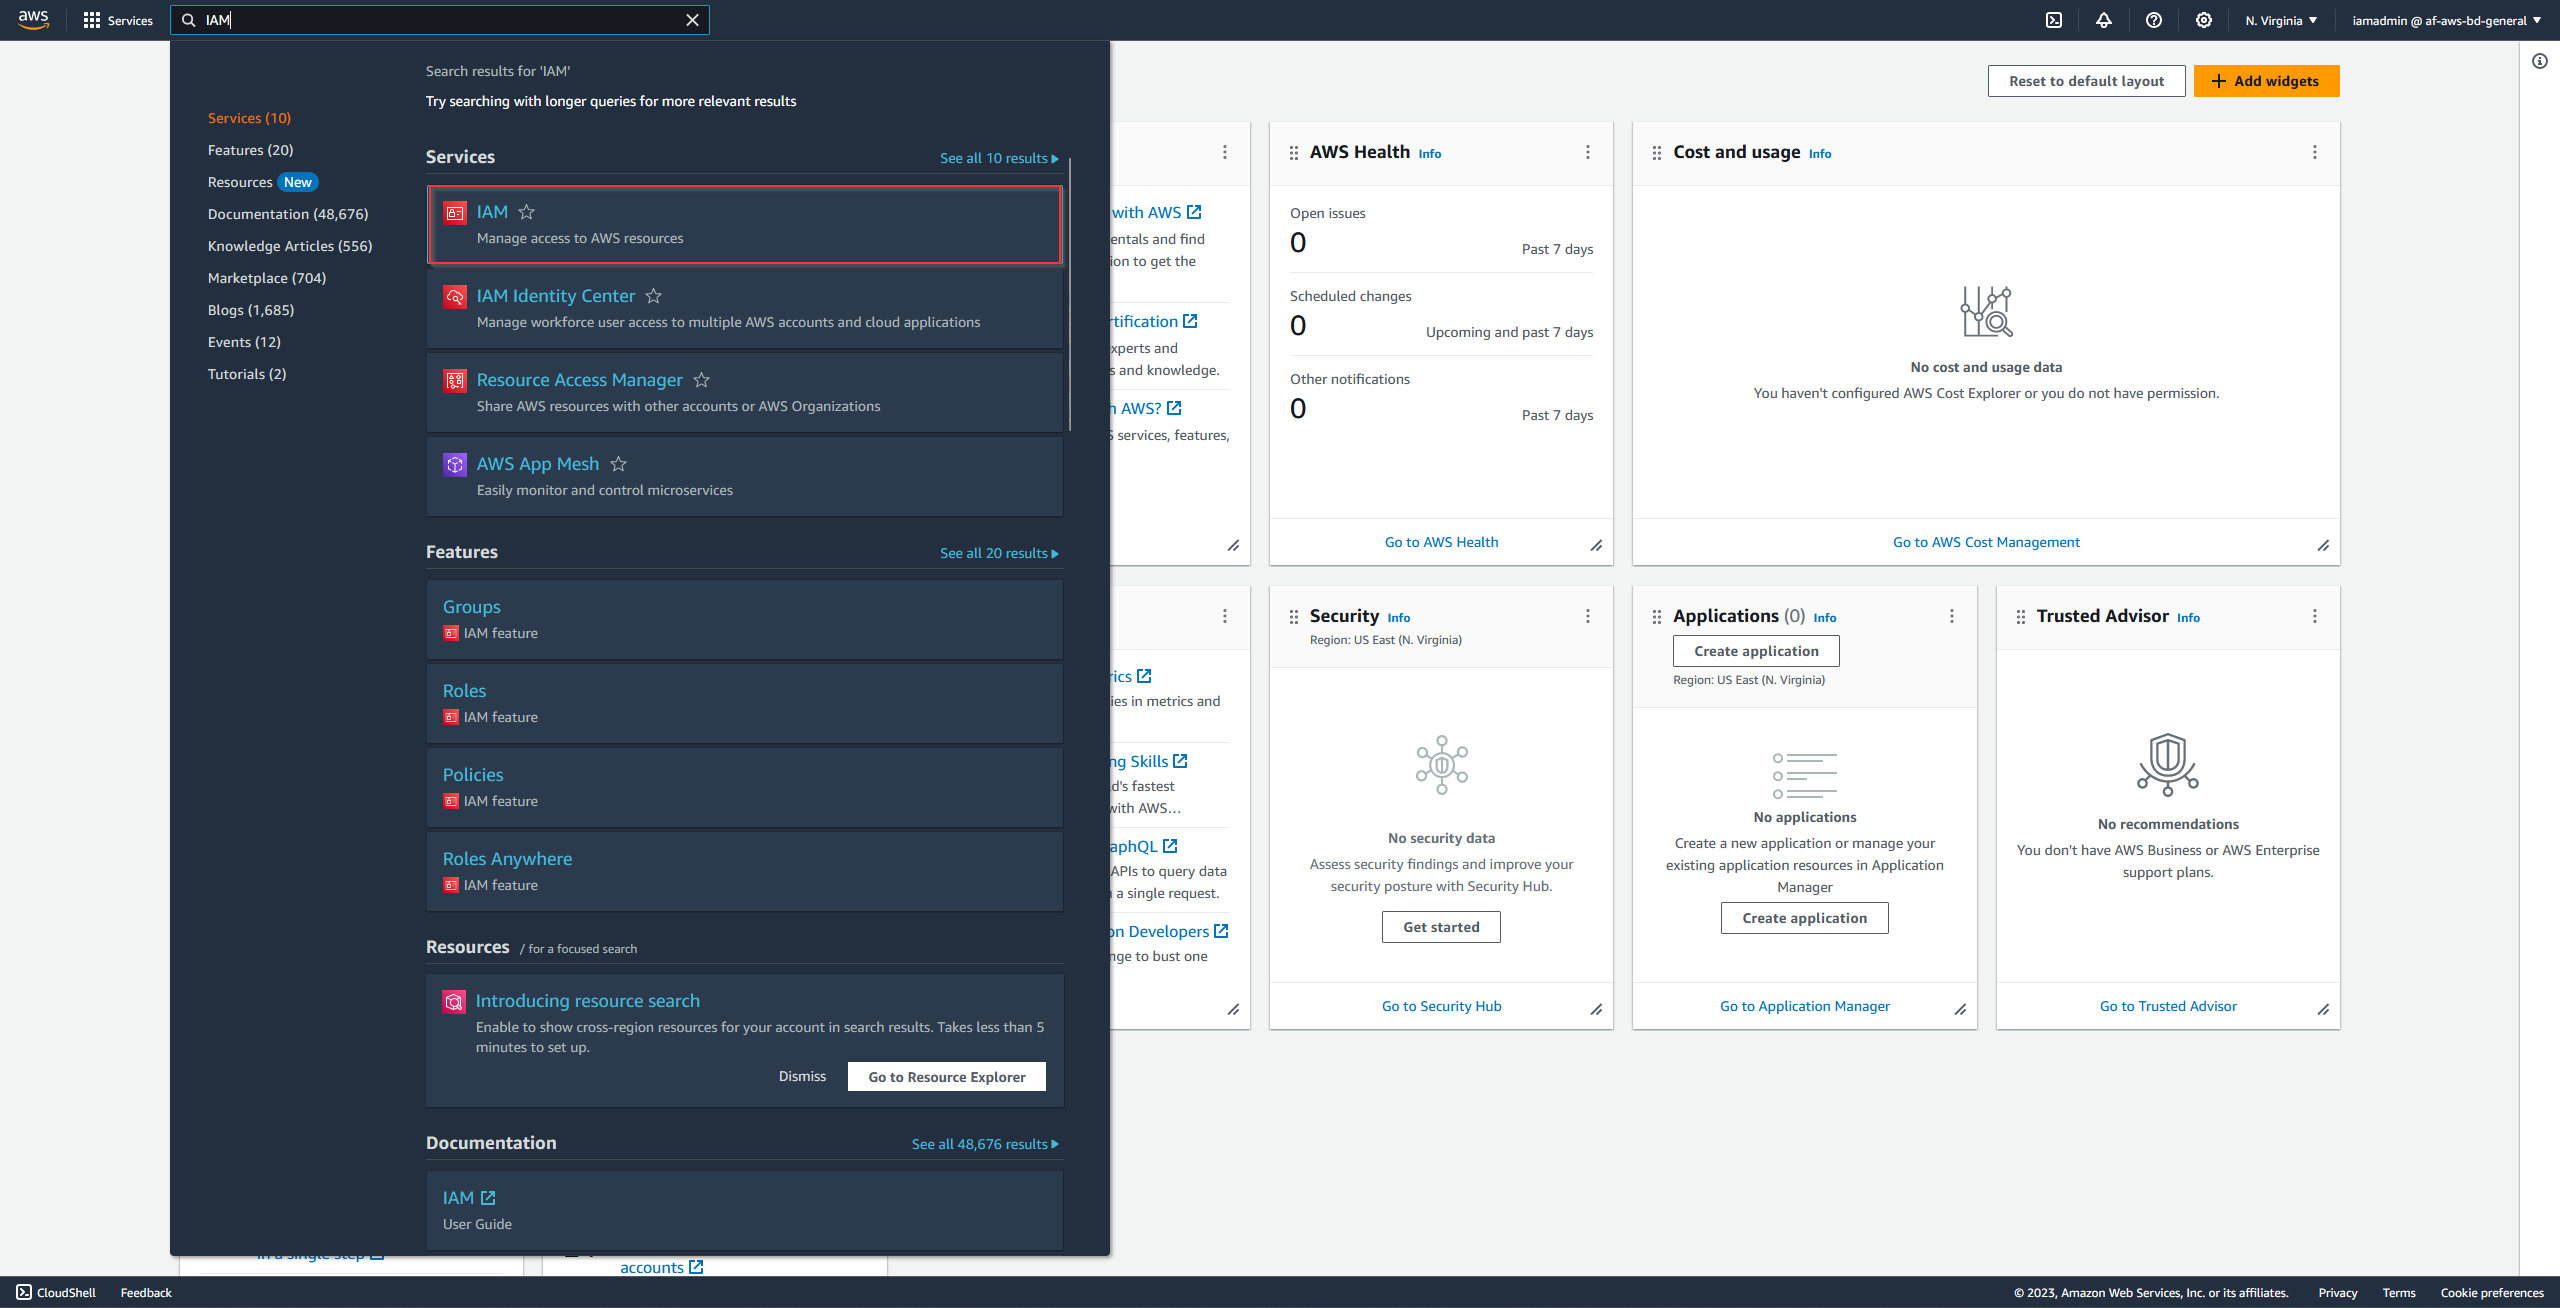 aws
Services
IAM
N. Virginia
iamadmin @ af-aws-bd-general
Search results for 'IAM'
Try searching with longer queries for more relevant results
Services (10)
Features (20)
Resources New
Documentation (48,676)
Knowledge Articles (556)
Marketplace (704)
Blogs (1,685)
Events (12)
Tutorials (2)
Services
See all 10 results
IAM
Manage access to AWS resources
IAM Identity Center
Manage workforce user access to multiple AWS accounts and cloud applications
Resource Access Manager
Share AWS resources with other accounts or AWS Organizations
AWS App Mesh
Easily monitor and control microservices
Features
See all 20 results
Groups
IAM feature
Roles
IAM feature
Policies
IAM feature
Roles Anywhere
IAM feature
Resources / for a focused search
Introducing resource search
Enable to show cross-region resources for your account in search results. Takes less than 5
minutes to set up.
Dismiss
Go to Resource Explorer
Documentation
See all 48,676 results
IAM
User Guide
in a single step
accounts
Reset to default layout
Add widgets
with AWS
and find
to get the
experts and
s and knowledge.
AWS?
services, features,
AWS Health Info
Open issues
0
Past 7 days
Scheduled changes
0
Upcoming and past 7 days
Other notifications
0
Past 7 days
Go to AWS Health
Cost and usage Info
No cost and usage data
You haven't configured AWS Cost Explorer or you do not have permission.
Go to AWS Cost Management
in metrics and
Skills
fastest
with AWS...
APIs to query data
a single request.
on Developers
to bust one
Security Info
Region: US East (N. Virginia)
No security data
Assess security findings and improve your
security posture with Security Hub.
Get started
Go to Security Hub
Applications (0) Info
Create application
Region: US East (N. Virginia)
No applications
Create a new application or manage your
existing application resources in Application
Manager
Create application
Go to Application Manager
Trusted Advisor Info
No recommendations
You don't have AWS Business or AWS Enterprise
support plans.
Go to Trusted Advisor
CloudShell
Feedback
© 2023, Amazon Web Services, Inc. or its affiliates.
Privacy
Terms
Cookie preferences